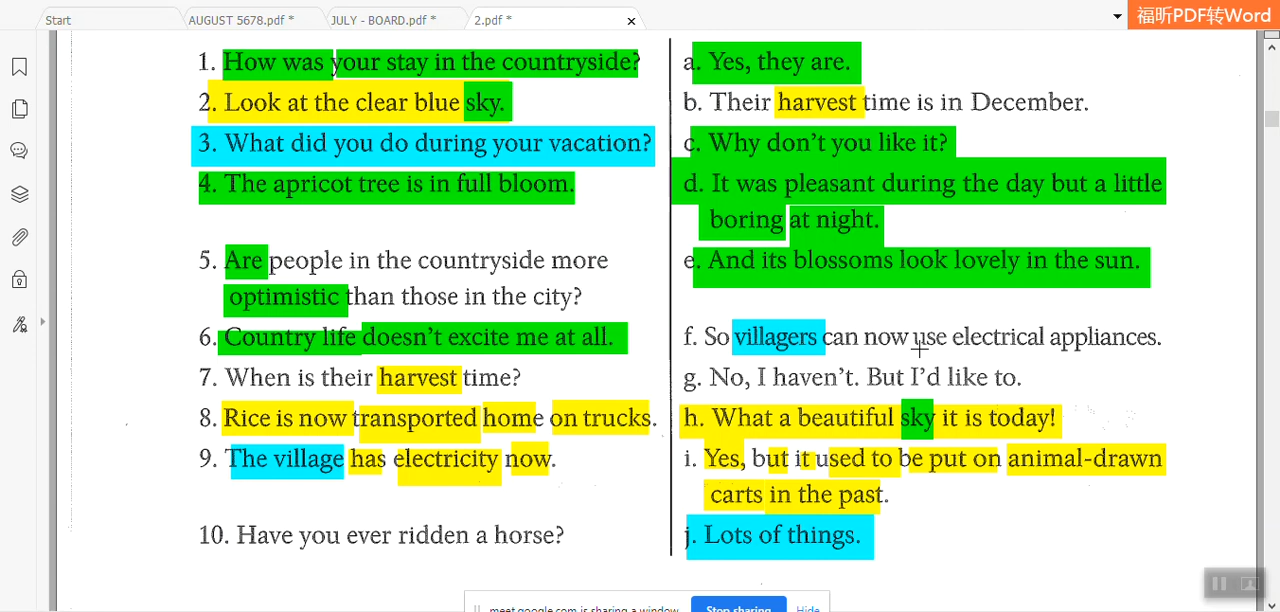 Start
AUGUST 5678.pdf *
JULY - BOARD.pdf *
2.pdf *
福昕PDF转Word
1. How was your stay in the countryside?
2. Look at the clear blue sky.
3. What did you do during your vacation?
4. The apricot tree is in full bloom.
5. Are people in the countryside more
optimistic than those in the city?
6. Country life doesn't excite me at all.
7. When is their harvest time?
8. Rice is now transported home on trucks.
9. The village has electricity now.
10. Have you ever ridden a horse?
a. Yes, they are.
b. Their harvest time is in December.
c. Why don't you like it?
d. It was pleasant during the day but a little
boring at night.
e. And its blossoms look lovely in the sun.
f. So villagers can now use electrical appliances.
g. No, I haven't. But I'd like to.
h. What a beautiful sky it is today!
i. Yes, but it used to be put on animal-drawn
carts in the past.
j. Lots of things.
meet.google.com is sharing a window.
Stop sharing
Hide